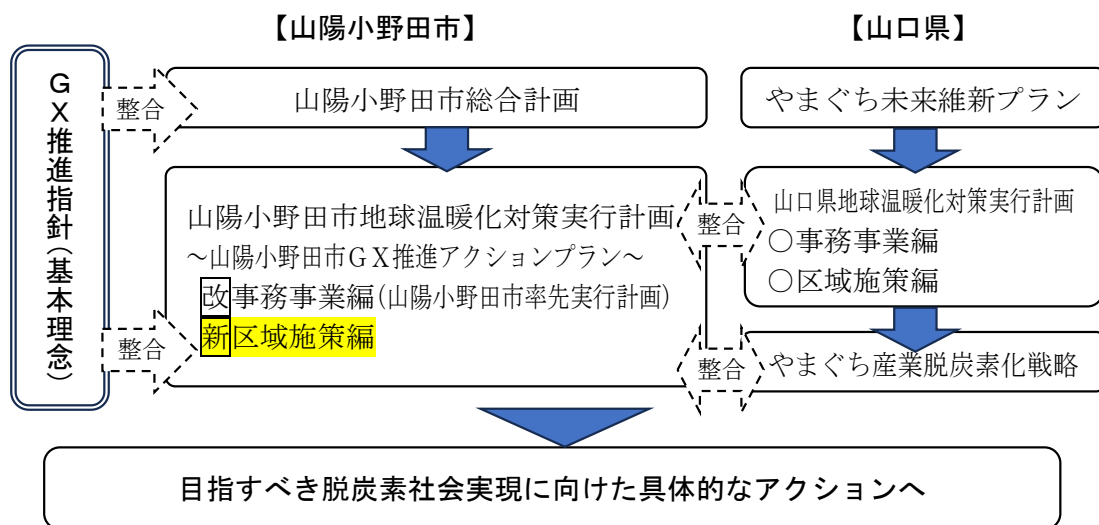 【山陽小野田市】
【山口県】
GX推進指針(基本理念)
整合
山陽小野田市総合計画
やまぐち未来維新プラン
山陽小野田市地球温暖化対策実行計画
～山陽小野田市GX推進アクションプラン～
改事務事業編(山陽小野田市率先実行計画)
新区域施策編
整合
整合
山口県地球温暖化対策実行計画
○事務事業編
○区域施策編
整合
やまぐち産業脱炭素化戦略
目指すべき脱炭素社会実現に向けた具体的なアクションへ